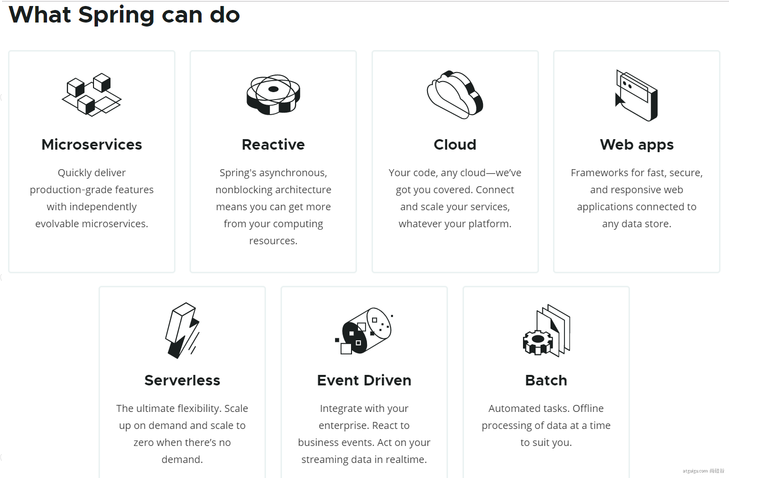 What Spring can do
Microservices
Quickly deliver
production-grade features
with independently
evolvable microservices.
Reactive
Spring's asynchronous,
nonblocking architecture
means you can get more
from your computing
resources.
Cloud
Your code, any cloud—we've
got you covered. Connect
and scale your services,
whatever your platform.
Web apps
Frameworks for fast, secure,
and responsive web
applications connected to
any data store.
Serverless
The ultimate flexibility. Scale
up on demand and scale to
zero when there's no
demand.
Event Driven
Integrate with your
enterprise. React to
business events. Act on your
streaming data in realtime.
Batch
Automated tasks. Offline
processing of data at a time
to suit you.